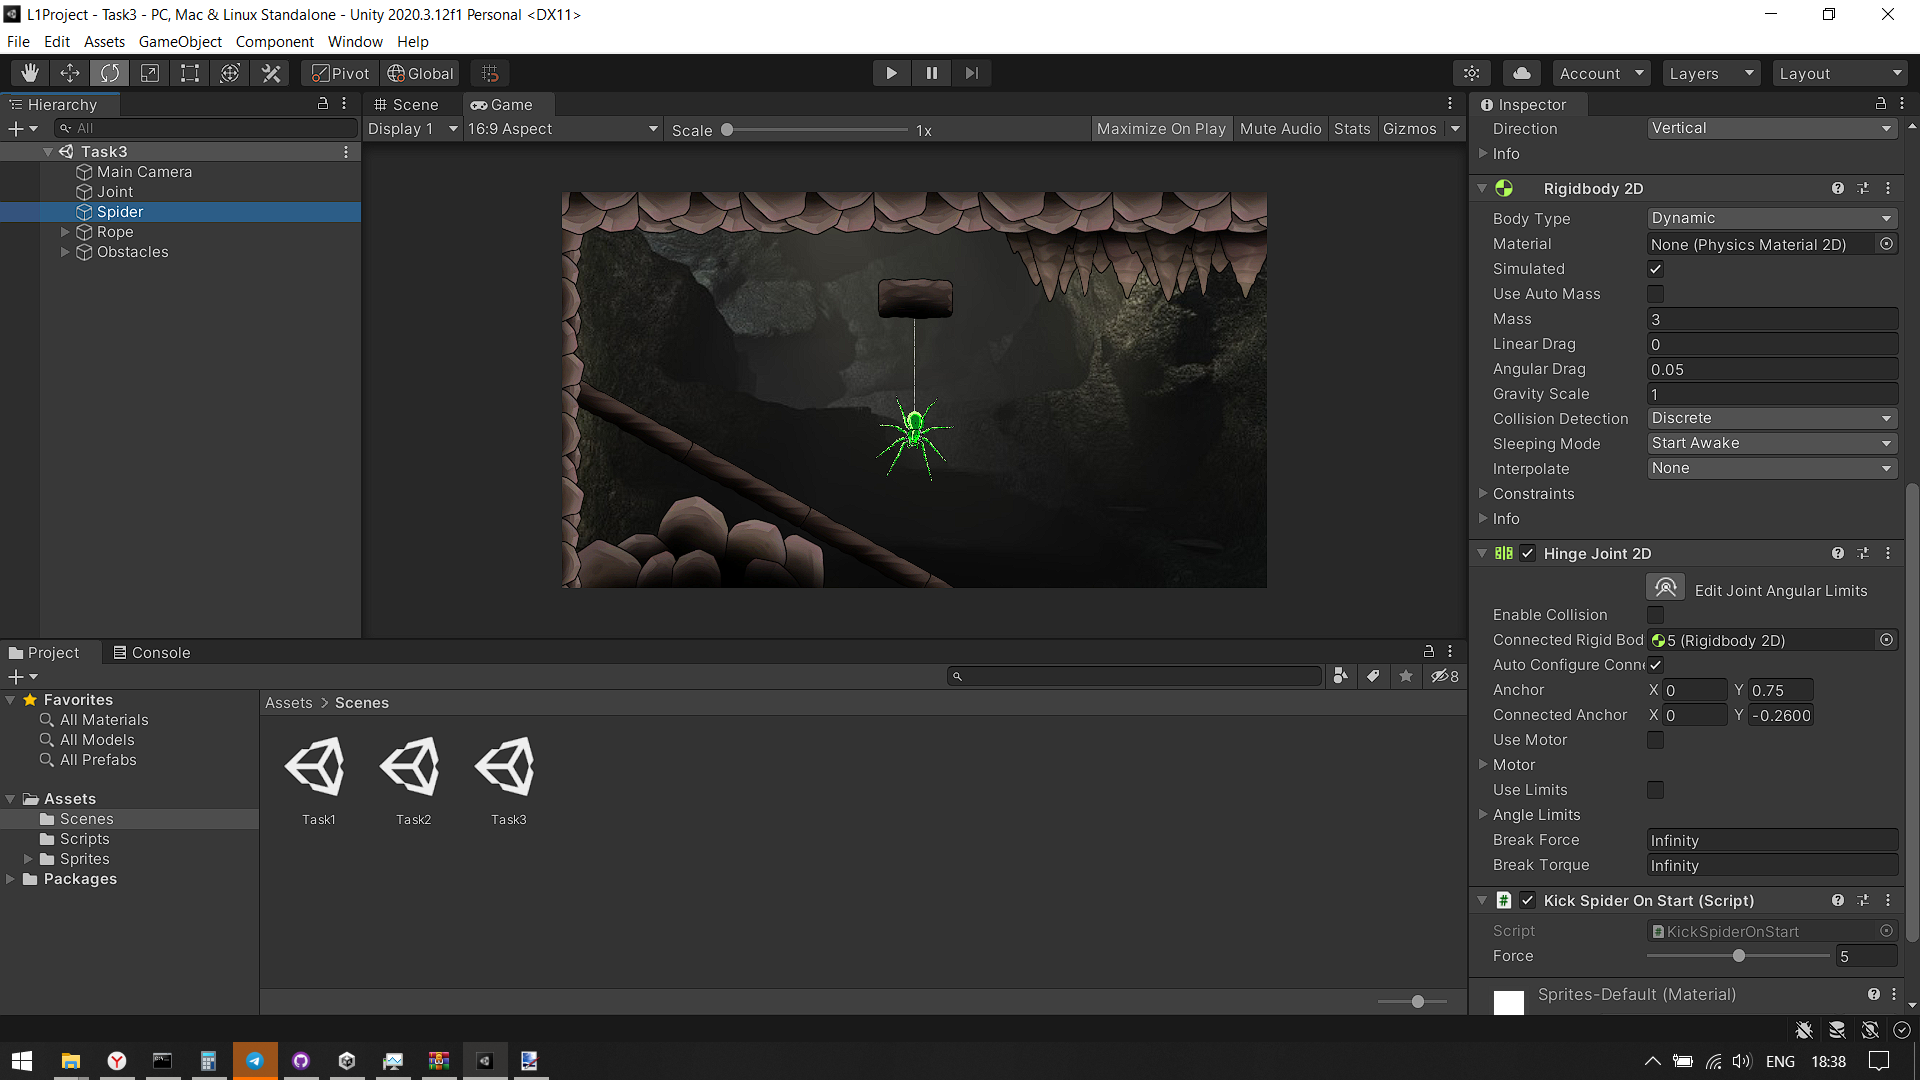 L1Project - Task3 - PC, Mac & Linux Standalone - Unity 2020.3.12f1 Personal <DX11>
File Edit Assets GameObject Component Window Help
Pivot Global Account Layers Layout
Hierarchy
All
Task3
Main Camera
Joint
Spider
Rope
Obstacles
Scene Game
Display 1 16:9 Aspect Scale 1x Maximize On Play Mute Audio Stats Gizmos
Project Console
8
Favorites
All Materials
All Models
All Prefabs
Assets
Scenes
Scripts
Sprites
Packages
Assets > Scenes
Task1 Task2 Task3
Inspector
Direction Vertical
Info
Rigidbody 2D
Body Type Dynamic
Material None (Physics Material 2D)
Simulated
Use Auto Mass
Mass 3
Linear Drag 0
Angular Drag 0.05
Gravity Scale 1
Collision Detection Discrete
Sleeping Mode Start Awake
Interpolate None
Constraints
Info
Hinge Joint 2D
Edit Joint Angular Limits
Enable Collision
Connected Rigid Bod 5 (Rigidbody 2D)
Auto Configure Conne
Anchor X 0 Y 0.75
Connected Anchor X 0 Y -0.2600
Use Motor
Motor
Use Limits
Angle Limits
Break Force Infinity
Break Torque Infinity
# Kick Spider On Start (Script)
Script KickSpiderOnStart
Force 5
Sprites-Default (Material)
ENG 18:38